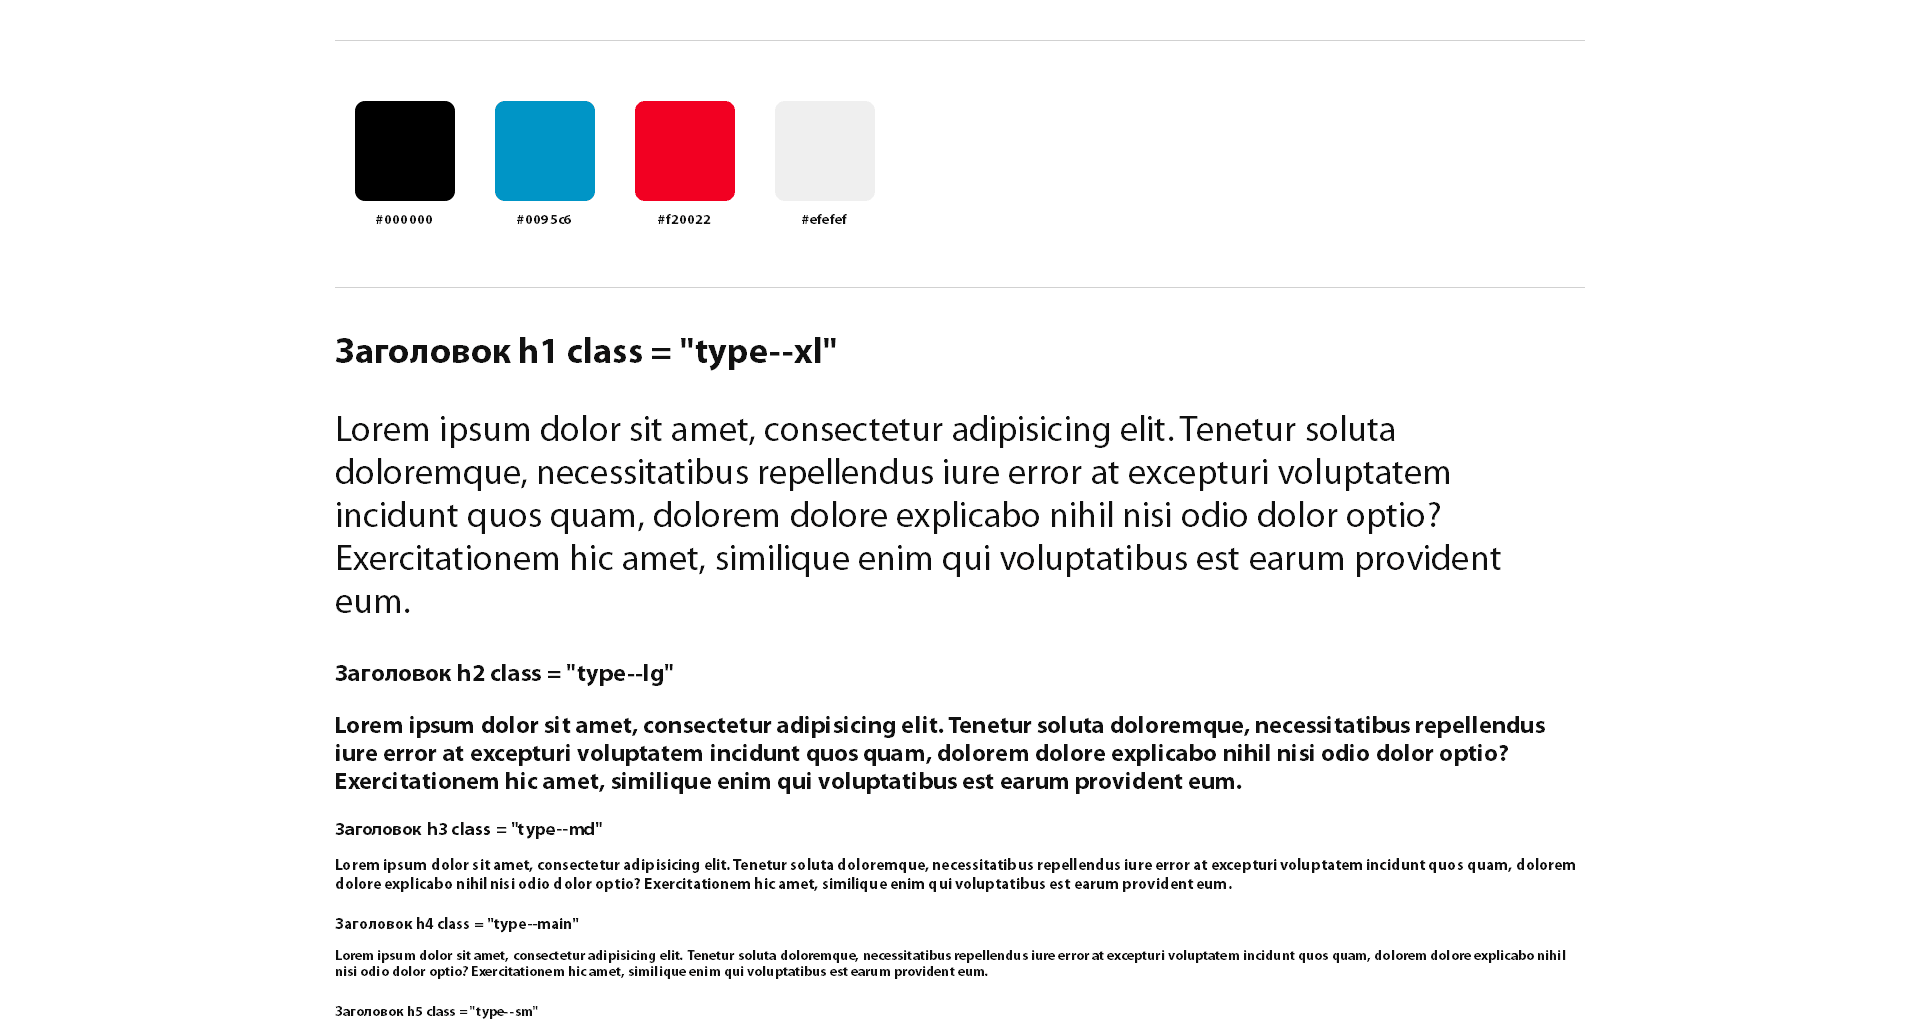 #000000
#0095c6
#f20022
#efefef
Заголовок h1 class = "type--xl"
Lorem ipsum dolor sit amet, consectetur adipisicing elit. Tenetur soluta
doloremque, necessitatibus repellendus iure error at excepturi voluptatem
incidunt quos quam, dolorem dolore explicabo nihil nisi odio dolor optio?
Exercitationem hic amet, similique enim qui voluptatibus est earum provident
eum.
Заголовок h2 class = "type--lg"
Lorem ipsum dolor sit amet, consectetur adipisicing elit. Tenetur soluta doloremque, necessitatibus repellendus
iure error at excepturi voluptatem incidunt quos quam, dolorem dolore explicabo nihil nisi odio dolor optio?
Exercitationem hic amet, similique enim qui voluptatibus est earum provident eum.
Заголовок h3 class = "type--md"
Lorem ipsum dolor sit amet, consectetur adipisicing elit. Tenetur soluta doloremque, necessitatibus repellendus iure error at excepturi voluptatem incidunt quos quam, dolorem
dolore explicabo nihil nisi odio dolor optio? Exercitationem hic amet, similique enim qui voluptatibus est earum provident eum.
Заголовок h4 class = "type--main"
Lorem ipsum dolor sit amet, consectetur adipisicing elit. Tenetur soluta doloremque, necessitatibus repellendus iure error at excepturi voluptatem incidunt quos quam, dolorem dolore explicabo nihil
nisi odio dolor optio? Exercitationem hic amet, similique enim qui voluptatibus est earum provident eum.
Заголовок h5 class = "type--sm"